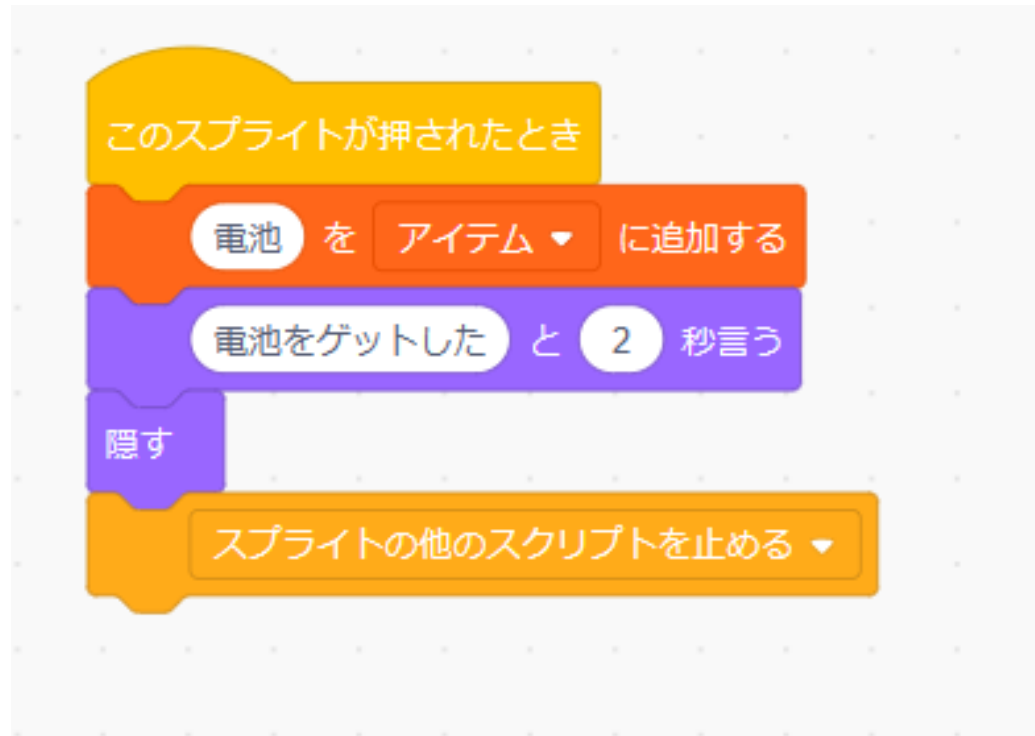 このスプライトが押されたとき
電池 を アイテム に追加する
電池をゲットした と 2 秒言う
隠す
スプライトの他のスクリプトを止める